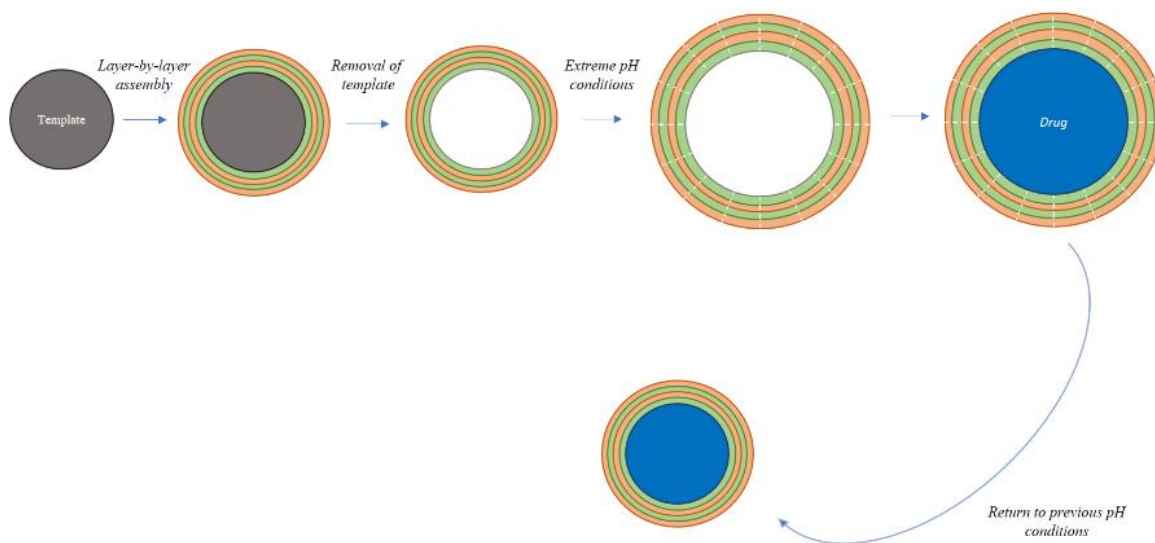 Template
Layer-by-layer
assembly
Removal of
template
Extreme pH
conditions
Drug
Return to previous pH
conditions